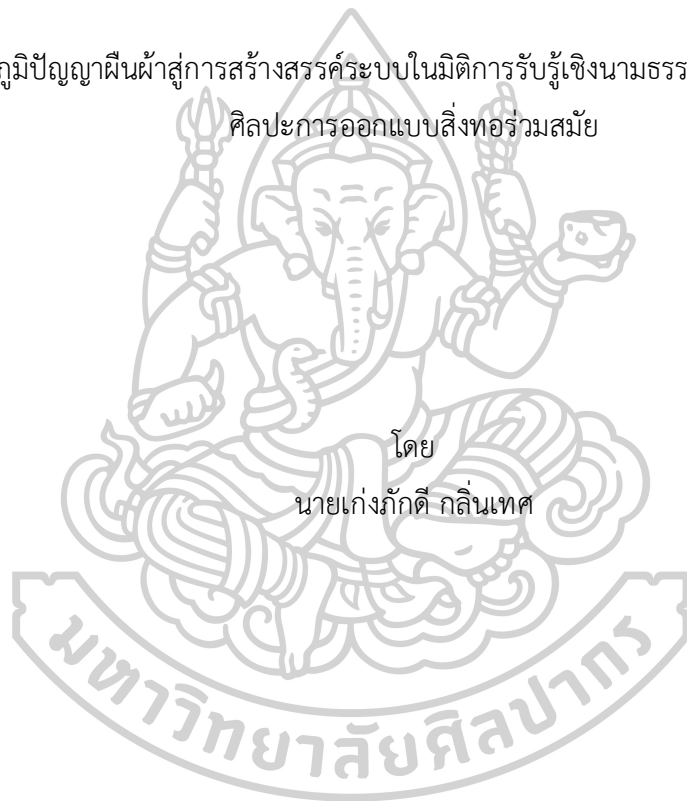 ภูมิปัญญาผืนผ้าสู่การสร้างสรรค์ระบบในมิติการรับรู้เชิงนามธรร
ศิลปะการออกแบบสิ่งทอร่วมสมัย
โดย
นายเก่งภักดี กลิ่นเทศ
มหาวิทยาลัยศิลปากร